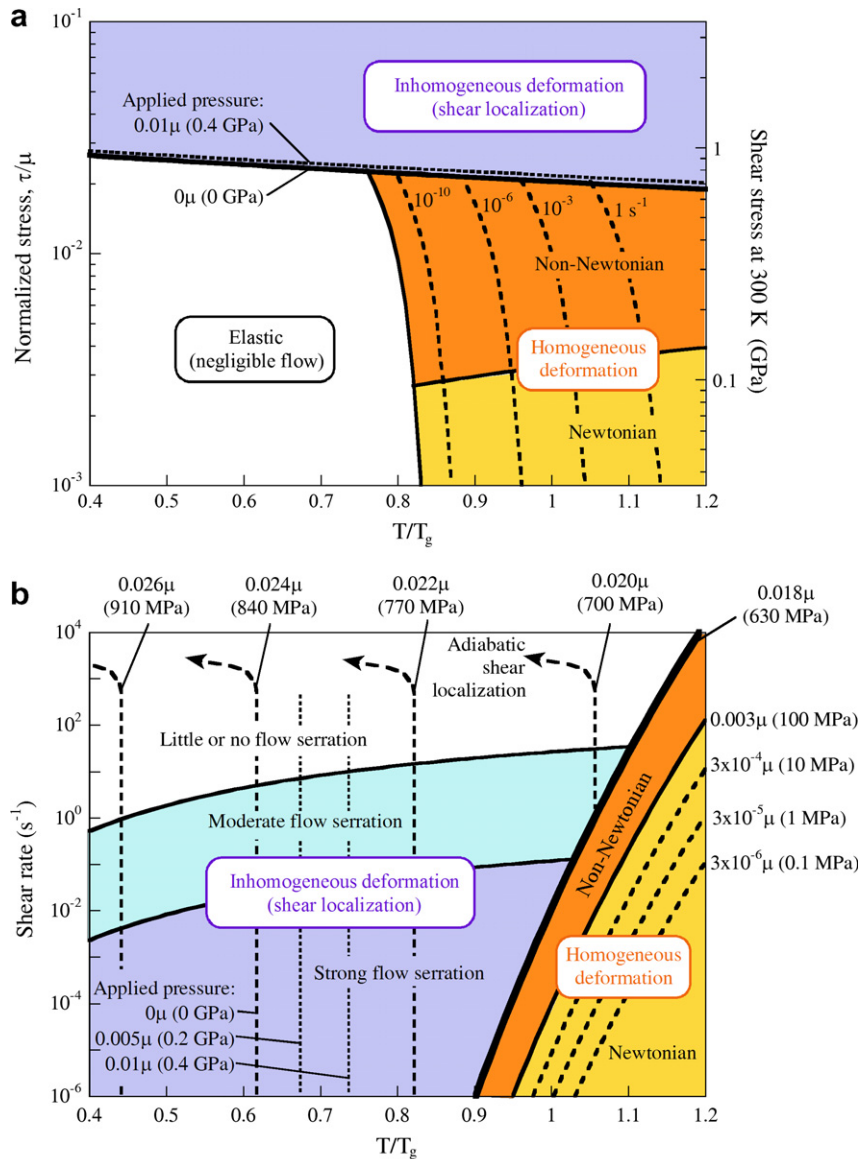 a
10⁻¹
10⁻²
10⁻³
Normalized stress, τ/μ
Inhomogeneous deformation
(shear localization)
Applied pressure:
0.01μ (0.4 GPa)
0μ (0 GPa)
10⁻¹⁰
10⁻⁶
10⁻³
1 s⁻¹
Non-Newtonian
Elastic
(negligible flow)
Homogeneous
deformation
Newtonian
1
0.1
Shear stress at 300 K (GPa)
0.4 0.5 0.6 0.7 0.8 0.9 1 1.1 1.2
T/Tg
b
0.026μ
(910 MPa)
0.024μ
(840 MPa)
0.022μ
(770 MPa)
0.020μ
(700 MPa)
0.018μ
(630 MPa)
10⁴
10²
10⁰
10⁻²
10⁻⁴
10⁻⁶
Shear rate (s⁻¹)
Adiabatic
shear
localization
Little or no flow serration
Moderate flow serration
Inhomogeneous deformation
(shear localization)
Strong flow serration
Applied pressure:
0μ (0 GPa)
0.005μ (0.2 GPa)
0.01μ (0.4 GPa)
Non-Newtonian
Homogeneous
deformation
Newtonian
0.003μ (100 MPa)
3x10⁻⁴μ (10 MPa)
3x10⁻⁵μ (1 MPa)
3x10⁻⁶μ (0.1 MPa)
0.4 0.5 0.6 0.7 0.8 0.9 1 1.1 1.2
T/Tg